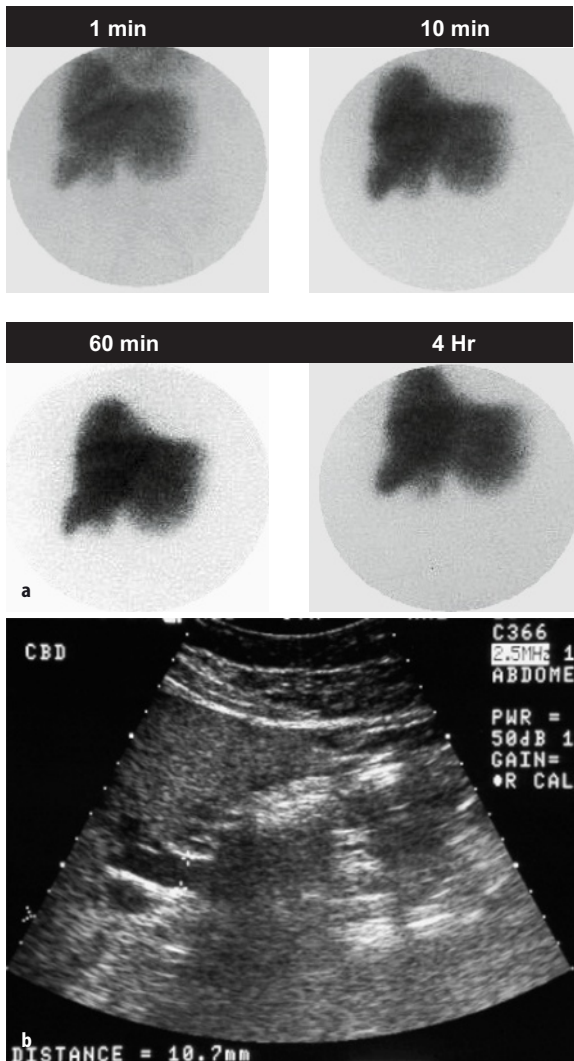 1 min 10 min
60 min 4 Hr
a
CBD
C366
2.5MHz 1
ABDOME
PWR =
50dB 1
GAIN=
®R CAL
b
DISTANCE = 10.7mm